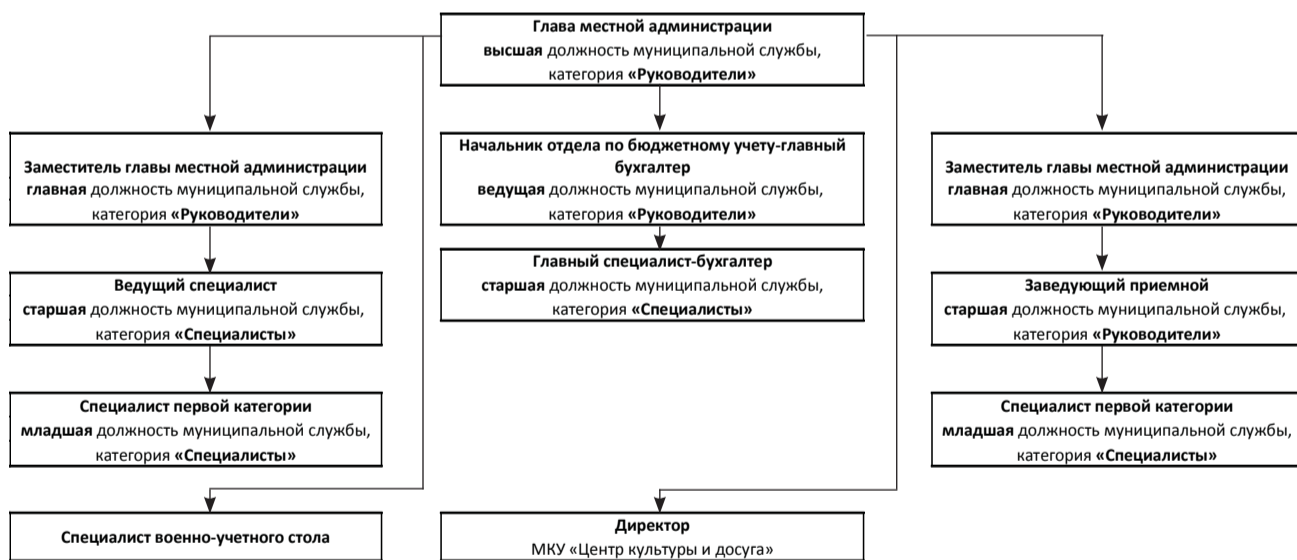 Глава местной администрации
высшая должность муниципальной службы,
категория «Руководители»
Заместитель главы местной администрации
главная должность муниципальной службы,
категория «Руководители»
Начальник отдела по бюджетному учету-главный
бухгалтер
ведущая должность муниципальной службы,
категория «Руководители»
Заместитель главы местной администрации
главная должность муниципальной службы,
категория «Руководители»
Ведущий специалист
старшая должность муниципальной службы,
категория «Специалисты»
Главный специалист-бухгалтер
старшая должность муниципальной службы,
категория «Специалисты»
Заведующий приемной
старшая должность муниципальной службы,
категория «Руководители»
Специалист первой категории
младшая должность муниципальной службы,
категория «Специалисты»
Специалист первой категории
младшая должность муниципальной службы,
категория «Специалисты»
Специалист военно-учетного стола
Директор
МКУ «Центр культуры и досуга»